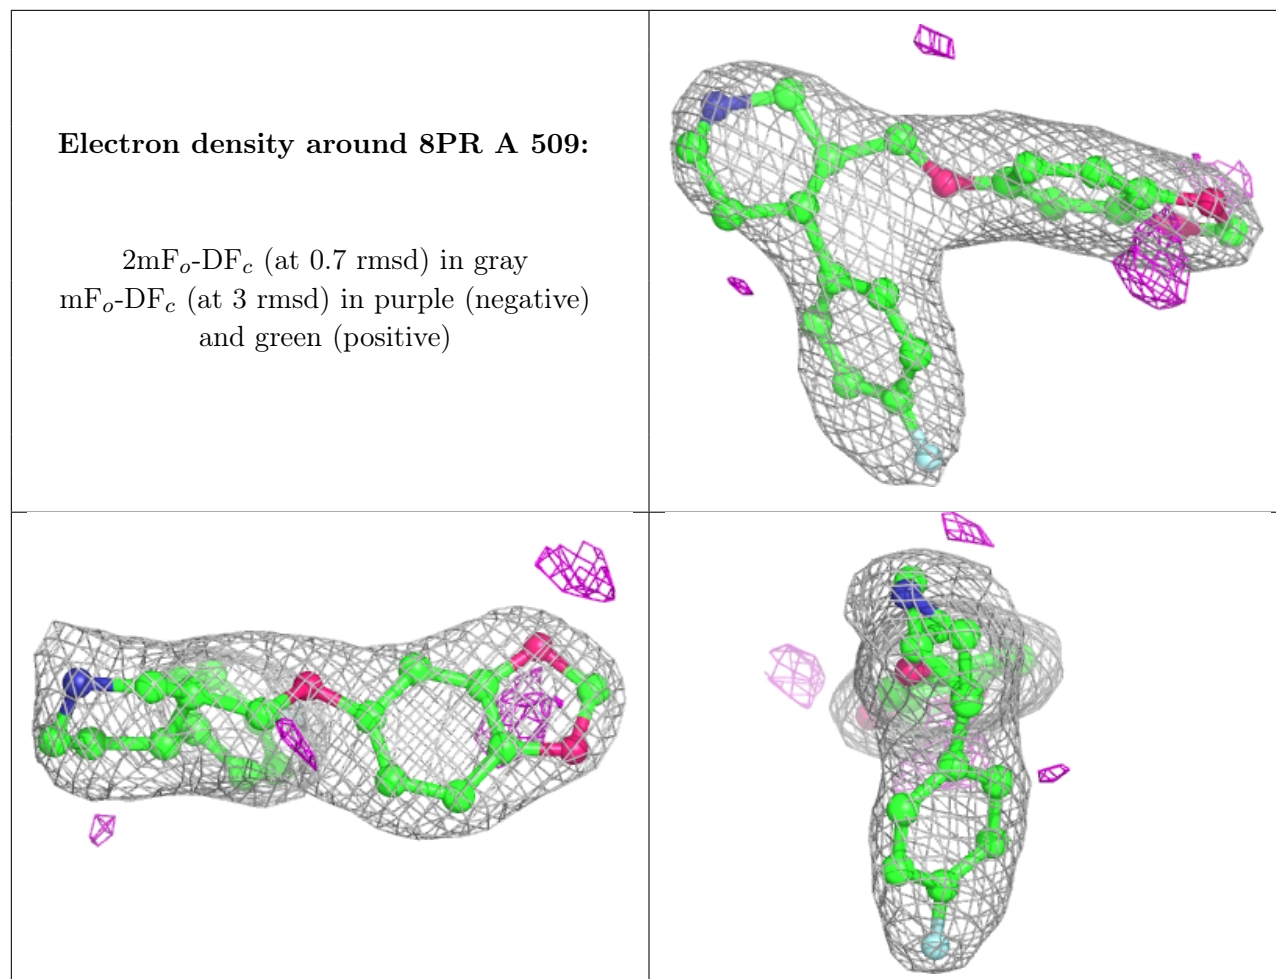 Electron density around 8PR A 509:
2mFₒ-DF𝒸 (at 0.7 rmsd) in gray
mFₒ-DF𝒸 (at 3 rmsd) in purple (negative)
and green (positive)